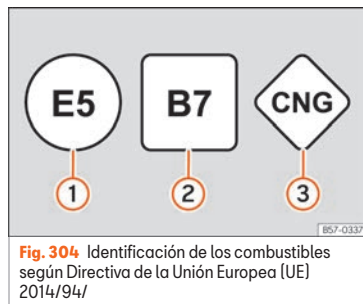 E5 B7 CNG
1 2 3
B57-0337
Fig. 304 Identificación de los combustibles
según Directiva de la Unión Europea (UE)
2014/94/